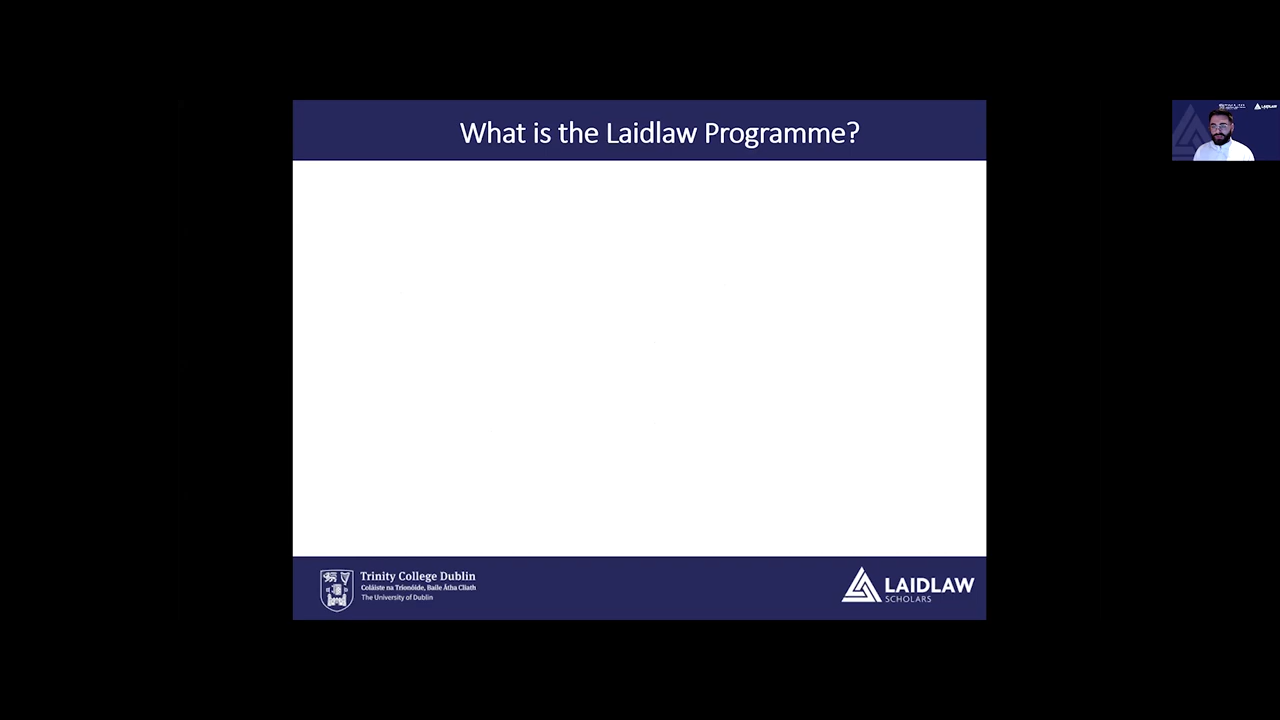 What is the Laidlaw Programme?
LAIDLAW
Trinity College Dublin
Coláiste na Tríonóide, Baile Átha Cliath
The University of Dublin
LAIDLAW
SCHOLARS